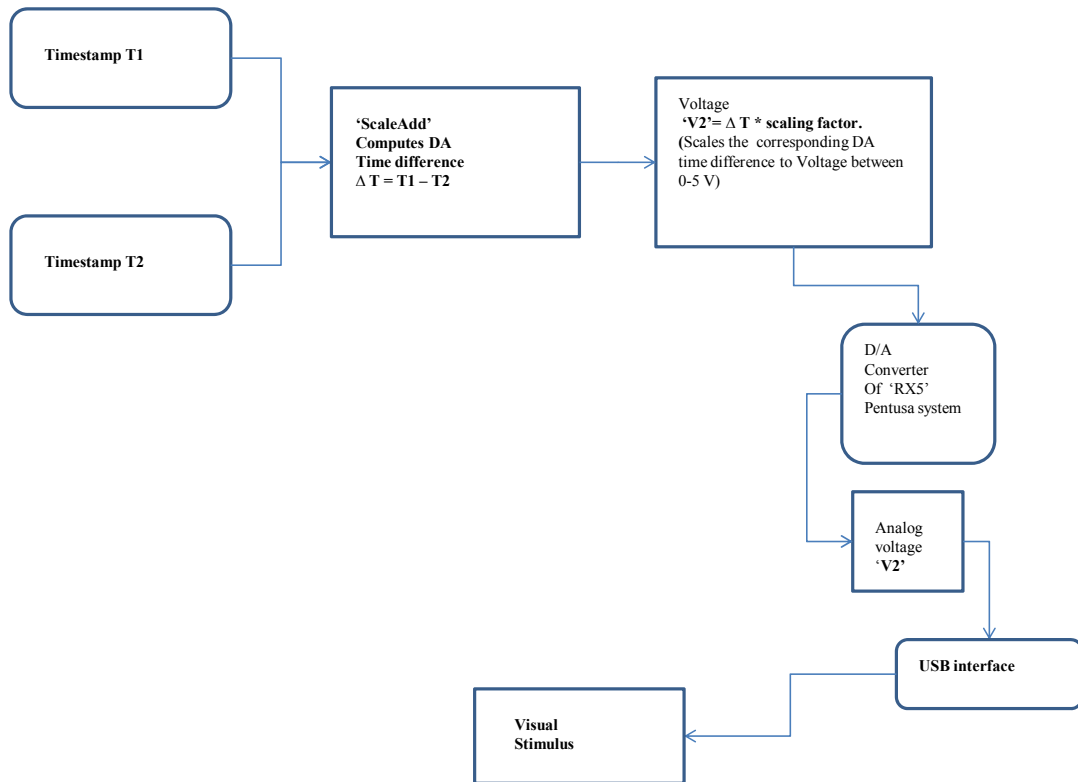 Timestamp T1
‘ScaleAdd’
Computes DA
Time difference
Δ T = T1 – T2
Voltage
‘V2’= Δ T * scaling factor.
(Scales the corresponding DA
time difference to Voltage between
0-5 V)
Timestamp T2
D/A
Converter
Of ‘RX5’
Pentusa system
Analog
voltage
‘V2’
USB interface
Visual
Stimulus